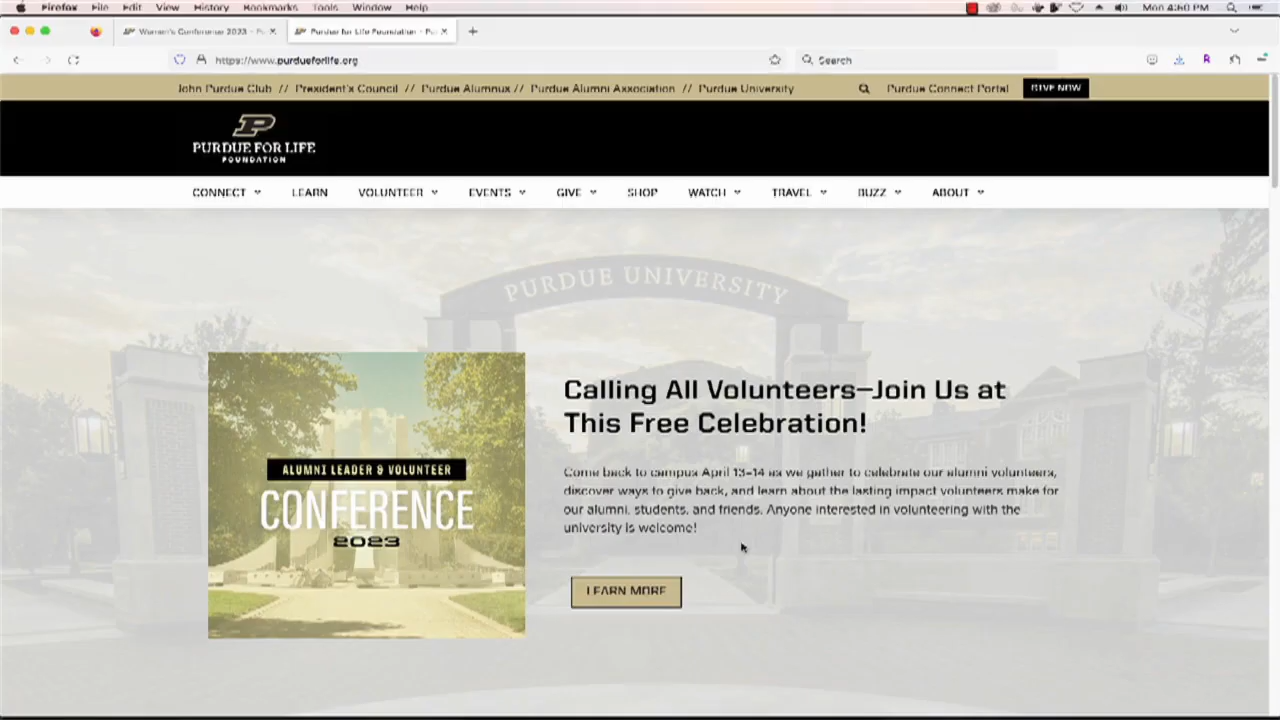 Firefox File Edit View History Bookmarks Tools Window Help Mon 4:50 PM
Women's Conference 2023 - Pu
Purdue for Life Foundation - Pu
https://www.purdueforlife.org Search
John Purdue Club // President's Council // Purdue Alumnus // Purdue Alumni Association // Purdue University Purdue Connect Portal GIVE NOW
PURDUE FOR LIFE
FOUNDATION
CONNECT LEARN VOLUNTEER EVENTS GIVE SHOP WATCH TRAVEL BUZZ ABOUT
PURDUE UNIVERSITY
ALUMNI LEADER & VOLUNTEER
CONFERENCE
2023
Calling All Volunteers—Join Us at
This Free Celebration!
Come back to campus April 13-14 as we gather to celebrate our alumni volunteers,
discover ways to give back, and learn about the lasting impact volunteers make for
our alumni, students, and friends. Anyone interested in volunteering with the
university is welcome!
LEARN MORE